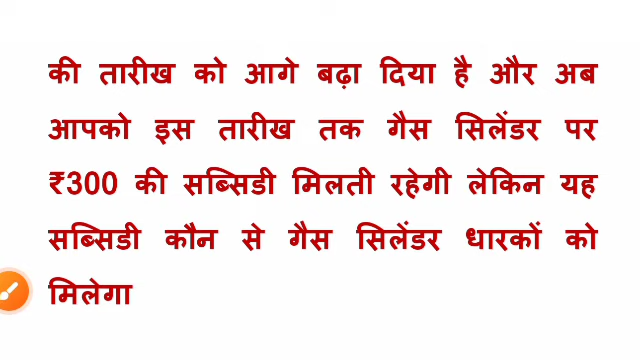 की तारीख को आगे बढ़ा दिया है और अब
आपको इस तारीख तक गैस सिलेंडर पर
₹300 की सब्सिडी मिलती रहेगी लेकिन यह
सब्सिडी कौन से गैस सिलेंडर धारकों को
मिलेगा